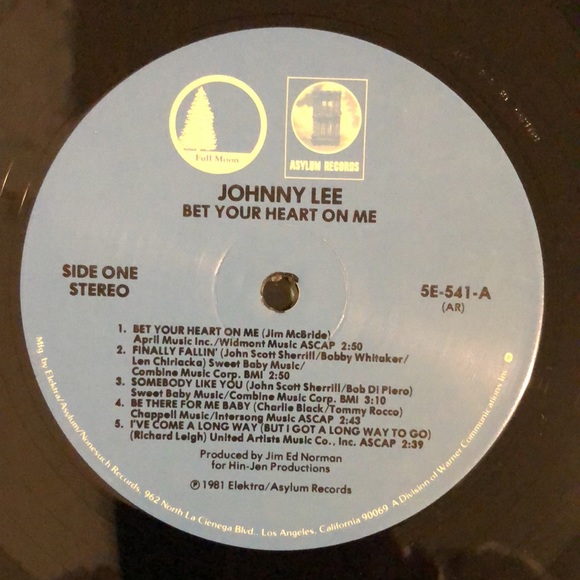 Full Moon
ASYLUM RECORDS
JOHNNY LEE
BET YOUR HEART ON ME
SIDE ONE
STEREO
5E-541-A
(AR)
1. BET YOUR HEART ON ME (Jim McBride)
April Music Inc./Widmont Music ASCAP 2:50
2. FINALLY FALLIN' (John Scott Sherrill/Bobby Whitaker/
Len Chiriacka) Sweet Baby Music/
Combine Music Corp. BMI 2:50
3. SOMEBODY LIKE YOU (John Scott Sherrill/Bob Di Piero)
Sweet Baby Music/Combine Music Corp. BMI 3:10
4. BE THERE FOR ME BABY (Charlie Black/Tommy Rocco)
Chappell Music/Intersong Music ASCAP 2:43
5. I'VE COME A LONG WAY (BUT I GOT A LONG WAY TO GO)
(Richard Leigh) United Artists Music Co., Inc. ASCAP 2:39
Produced by Jim Ed Norman
for Hin-Jen Productions
℗ 1981 Elektra/Asylum Records
Mfg. by Elektra/Asylum/Nonesuch Records, 962 North La Cienega Blvd., Los Angeles, California 90069. A Division of Warner Communications Inc.